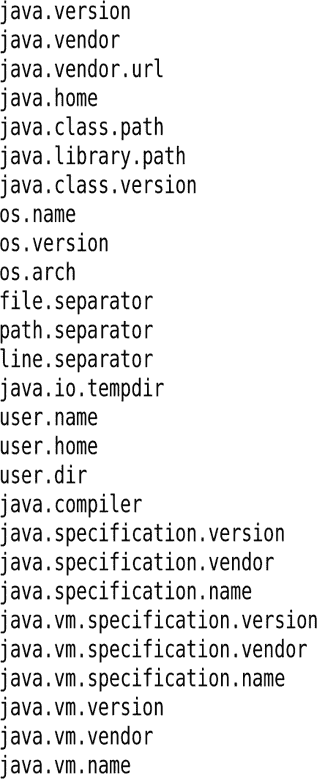 java.version
java.vendor
java.vendor.url
java.home
java.class.path
java.library.path
java.class.version
os.name
os.version
os.arch
file.separator
path.separator
line.separator
java.io.tempdir
user.name
user.home
user.dir
java.compiler
java.specification.version
java.specification.vendor
java.specification.name
java.vm.specification.version
java.vm.specification.vendor
java.vm.specification.name
java.vm.version
java.vm.vendor
java.vm.name